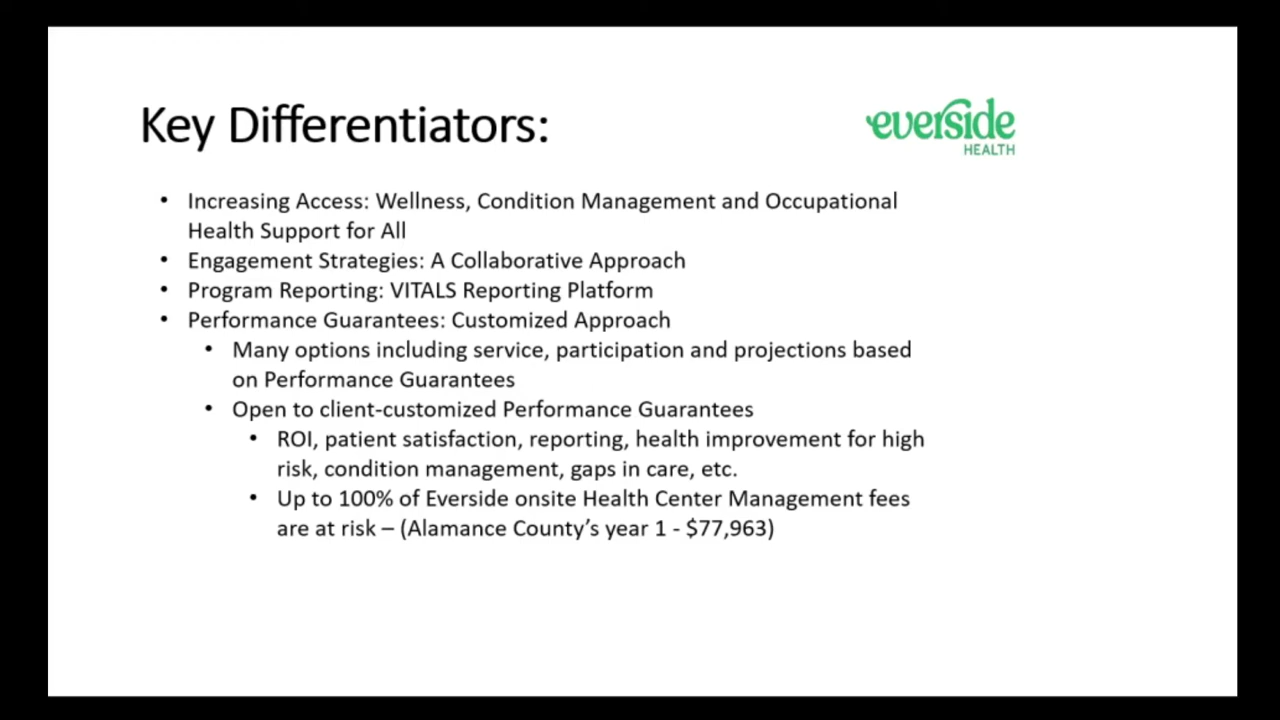 Key Differentiators:
everside
HEALTH
• Increasing Access: Wellness, Condition Management and Occupational
Health Support for All
• Engagement Strategies: A Collaborative Approach
• Program Reporting: VITALS Reporting Platform
• Performance Guarantees: Customized Approach
• Many options including service, participation and projections based
on Performance Guarantees
• Open to client-customized Performance Guarantees
• ROI, patient satisfaction, reporting, health improvement for high
risk, condition management, gaps in care, etc.
• Up to 100% of Everside onsite Health Center Management fees
are at risk – (Alamance County’s year 1 - $77,963)